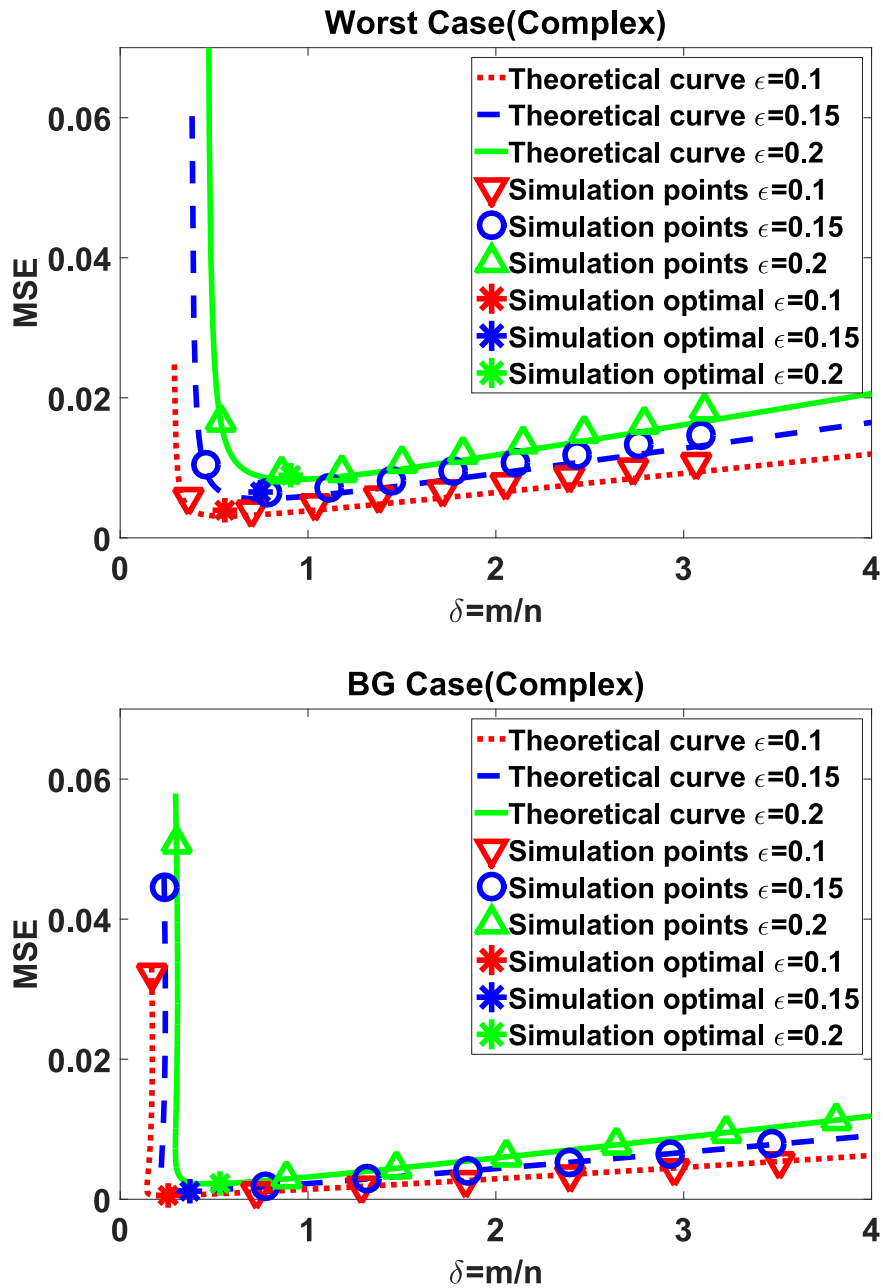 Worst Case(Complex)
Theoretical curve ϵ=0.1
Theoretical curve ϵ=0.15
Theoretical curve ϵ=0.2
Simulation points ϵ=0.1
Simulation points ϵ=0.15
Simulation points ϵ=0.2
Simulation optimal ϵ=0.1
Simulation optimal ϵ=0.15
Simulation optimal ϵ=0.2
MSE
0.06
0.04
0.02
0
0 1 2 3 4
δ=m/n
BG Case(Complex)
Theoretical curve ϵ=0.1
Theoretical curve ϵ=0.15
Theoretical curve ϵ=0.2
Simulation points ϵ=0.1
Simulation points ϵ=0.15
Simulation points ϵ=0.2
Simulation optimal ϵ=0.1
Simulation optimal ϵ=0.15
Simulation optimal ϵ=0.2
MSE
0.06
0.04
0.02
0
0 1 2 3 4
δ=m/n